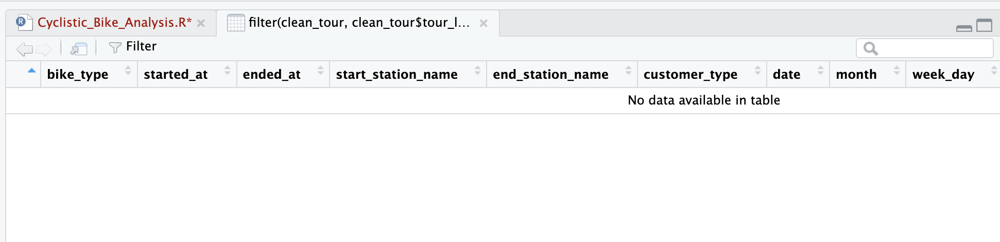 Cyclistic_Bike_Analysis.R* filter(clean_tour, clean_tour$tour_l...
Filter
bike_type started_at ended_at start_station_name end_station_name customer_type date month week_day
No data available in table